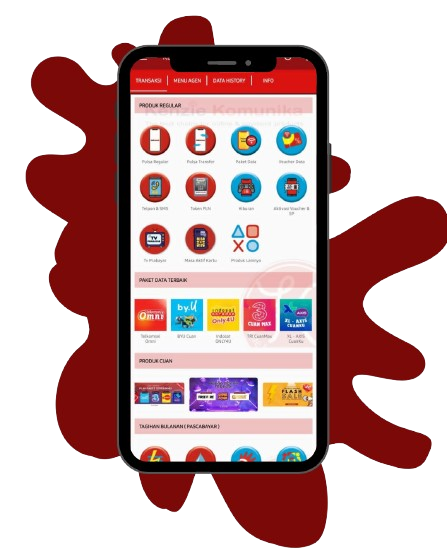 TRANSAKSI MENU AGEN DATA HISTORY INFO
PRODUK REGULAR
Kenzie Komunika
Pulsa Reguler Pulsa Transfer Paket Data Voucher Data
Telpon & SMS Token PLN Aktivasi Voucher &
Tv Prabayar Masa Aktif Kartu Produk Lainnya
PAKET DATA TERBAIK
Omni by.U Only4U 3 CUAN MAX XL - AXIS CUANKU
Telkomsel Omni BYU Cuan Indosat ONLY4U TRI CuanMax XL - AXIS CuanKu
PRODUK CUAN
FLASH SALE
TAGIHAN BULANAN ( PASCABAYAR )